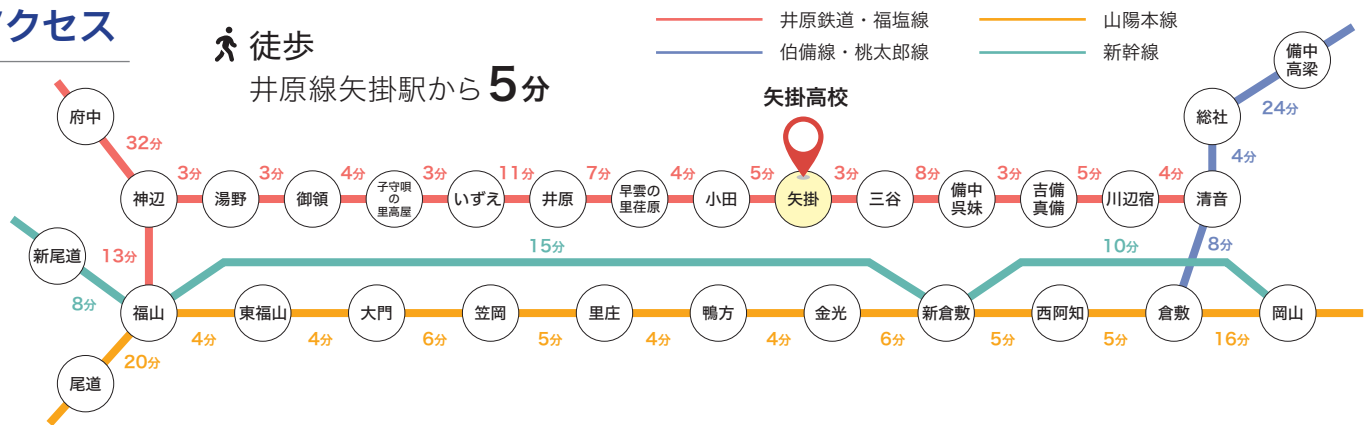 クセス
徒歩
井原線矢掛駅から5分
井原鉄道・福塩線
山陽本線
伯備線・桃太郎線
新幹線
矢掛高校
備中
高梁
24分
総社
4分
府中
32分
神辺
3分
湯野
3分
御領
4分
子守唄
の
里高屋
3分
いずえ
11分
井原
7分
早雲の
里荏原
4分
小田
5分
矢掛
3分
三谷
8分
備中
呉妹
3分
吉備
真備
5分
川辺宿
4分
清音
8分
新尾道
8分
13分
15分
10分
福山
4分
東福山
4分
大門
6分
笠岡
5分
里庄
4分
鴨方
4分
金光
6分
新倉敷
5分
西阿知
5分
倉敷
16分
岡山
20分
尾道